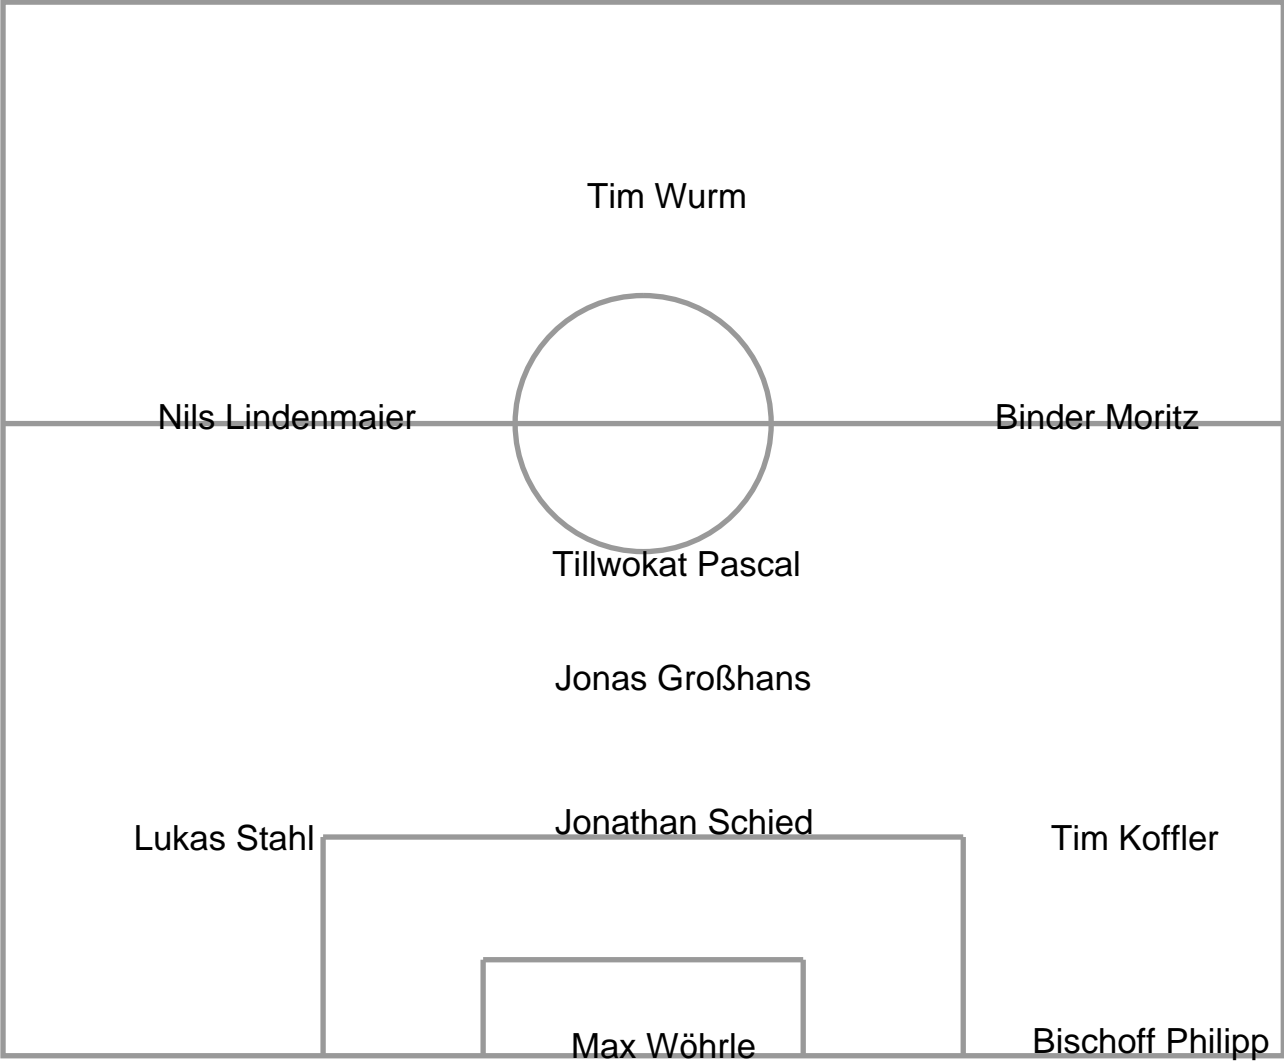 Tim Wurm
Nils Lindenmaier
Binder Moritz
Tillwokat Pascal
Jonas Großhans
Jonathan Schied
Lukas Stahl
Tim Koffler
Max Wöhrle
Bischoff Philipp